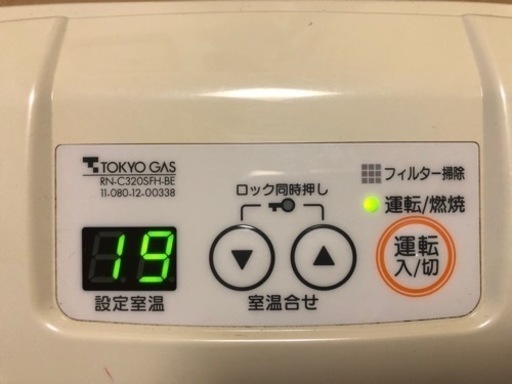 TOKYO GAS
RN-C320SFH-BE
11-080-12-00338
19
設定室温
ロック同時押し
▼ ▲
室温合せ
フィルター掃除
運転/燃焼
運転
入/切